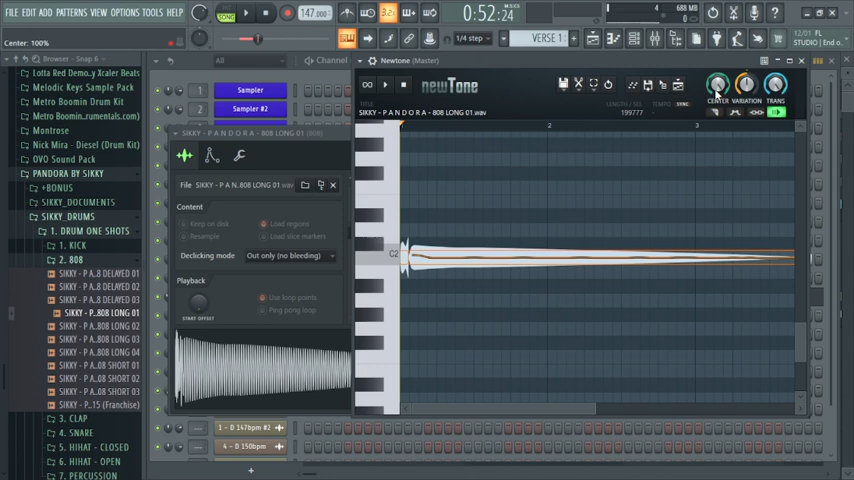 FILE EDIT ADD PATTERNS VIEW OPTIONS TOOLS HELP
Center: 100%
SONG
147.000
3.2
0:52:24
4
688 MB
0
12/01 FL
STUDIO | End o..
1/4 step
VERSE 1
Browser - Snap 6
All
Channel
Newtone (Master)
newTone
TITLE
SIKKY - P A N D O R A - 808 LONG 01.wav
LENGTH / SEL
199777
TEMPO
SYNC
CENTER
VARIATION
TRANS
2
3
C2
1
Sampler
2
Sampler #2
SIKKY - P A N D O R A - 808 LONG 01 (808)
File SIKKY - P A N..808 LONG 01.wav
Content
Keep on disk
Load regions
Resample
Load slice markers
Declicking mode
Out only (no bleeding)
Playback
Use loop points
Ping pong loop
START OFFSET
1 - D 147bpm #2
4 - D 150bpm
+
Lotta Red Demo..y Xcaler Beats
Melodic Keys Sample Pack
Metro Boomin Drum Kit
Metro Boom..rumentals.com)
Montrose
Nick Mira - Diesel (Drum Kit)
OVO Sound Pack
PANDORA BY SIKKY
+BONUS
SIKKY_DOCUMENTS
SIKKY_DRUMS
1. DRUM ONE SHOTS
1. KICK
2. 808
SIKKY - P A..8 DELAYED 01
SIKKY - P A..8 DELAYED 02
SIKKY - P A..8 DELAYED 03
SIKKY - P..808 LONG 01
SIKKY - P A..808 LONG 02
SIKKY - P A..808 LONG 03
SIKKY - P A..808 LONG 04
SIKKY - P A..08 SHORT 01
SIKKY - P A..08 SHORT 02
SIKKY - P A..08 SHORT 03
SIKKY - P...15 (Franchise)
3. CLAP
4. SNARE
5. HIHAT - CLOSED
6. HIHAT - OPEN
7. PERCUSSION